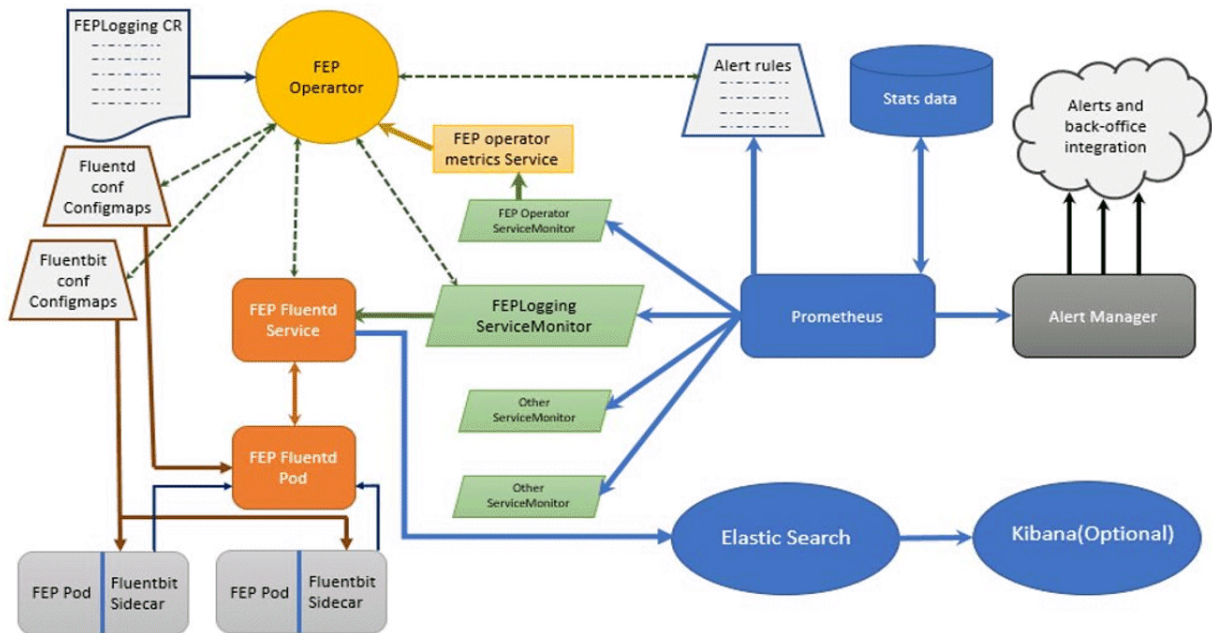 FEPLogging CR
FEP
Operartor
Alert rules
Stats data
Alerts and
back-office
integration
FEP operator
metrics Service
Fluentd
conf
Configmaps
FEP Operator
ServiceMonitor
Fluentbit
conf
Configmaps
FEP Fluentd
Service
FEPLogging
ServiceMonitor
Prometheus
Alert Manager
Other
ServiceMonitor
FEP Fluentd
Pod
Other
ServiceMonitor
Elastic Search
Kibana(Optional)
FEP Pod
Fluentbit
Sidecar
FEP Pod
Fluentbit
Sidecar